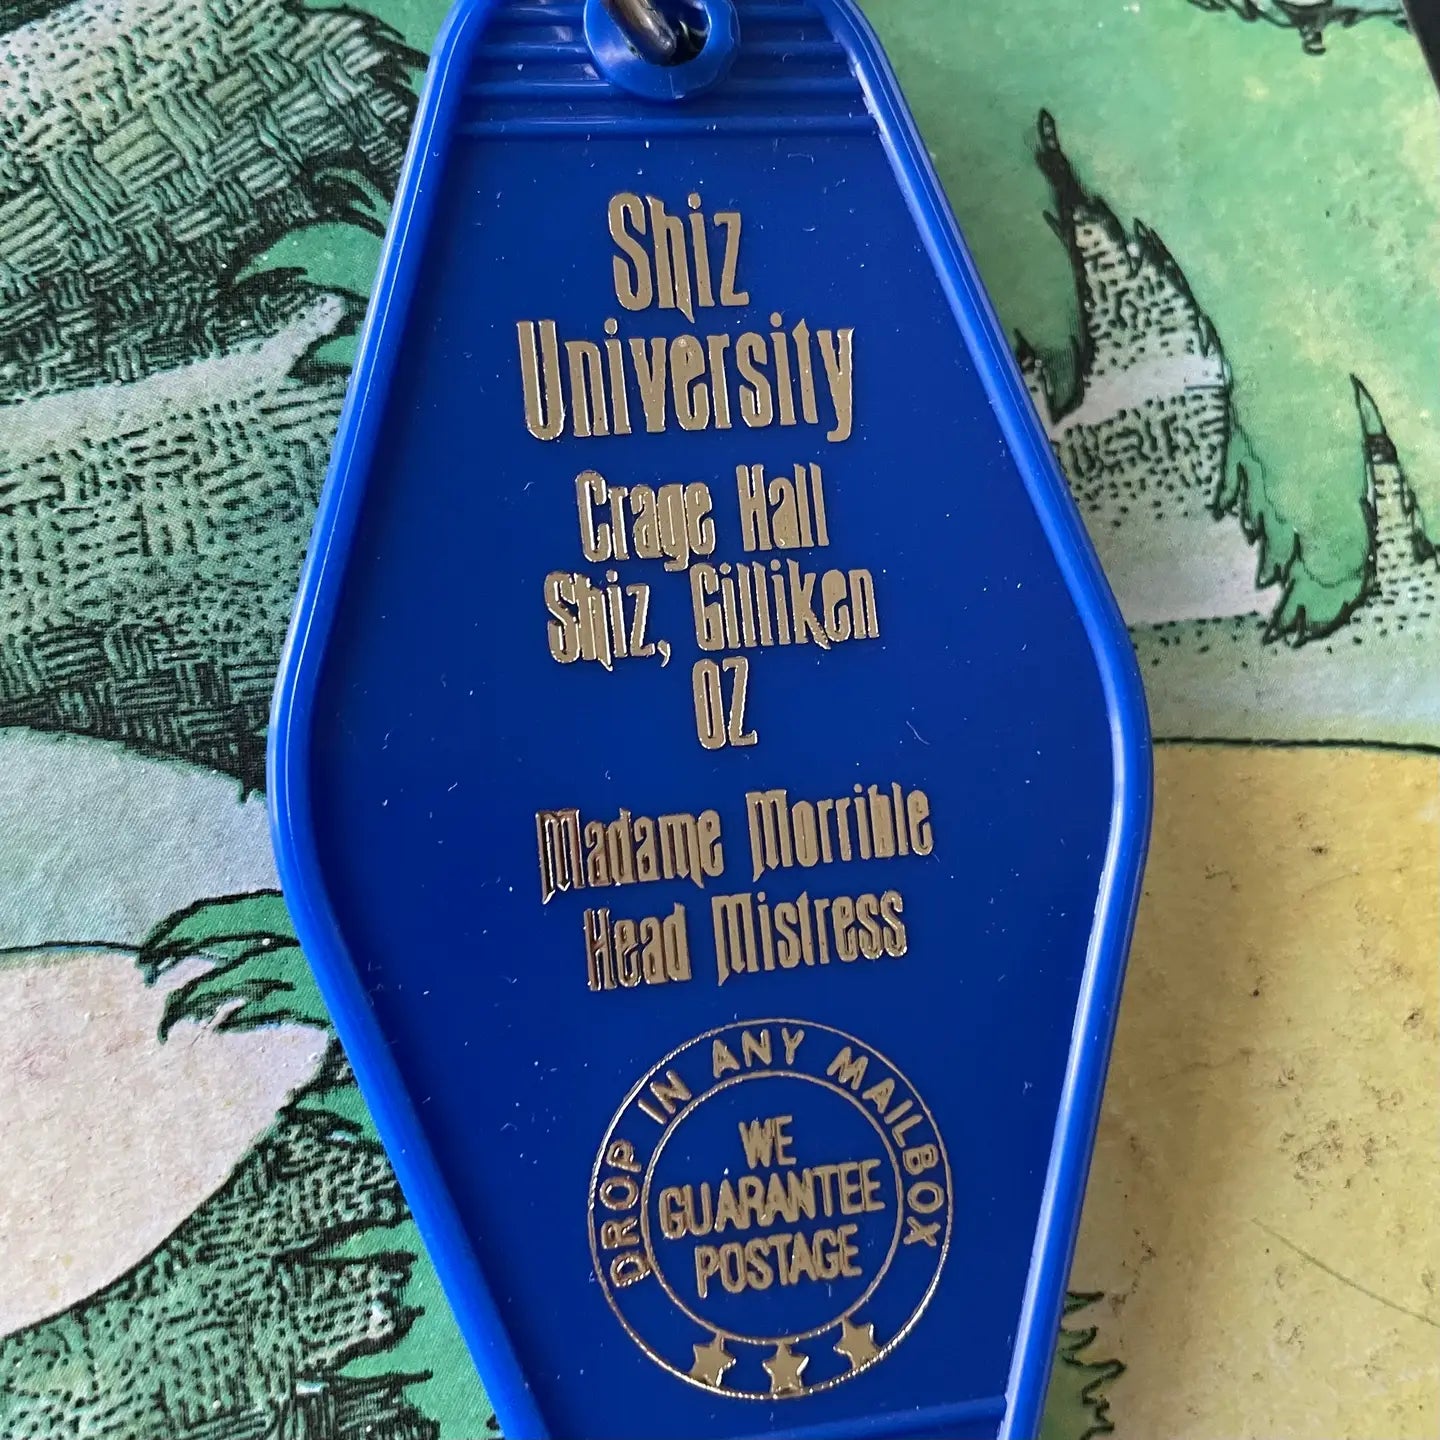 Shiz
University
Crage Hall
Shiz, Gilliken
OZ
Madame Morrible
Head Mistress
DROP IN ANY MAILBOX
WE
GUARANTEE
POSTAGE